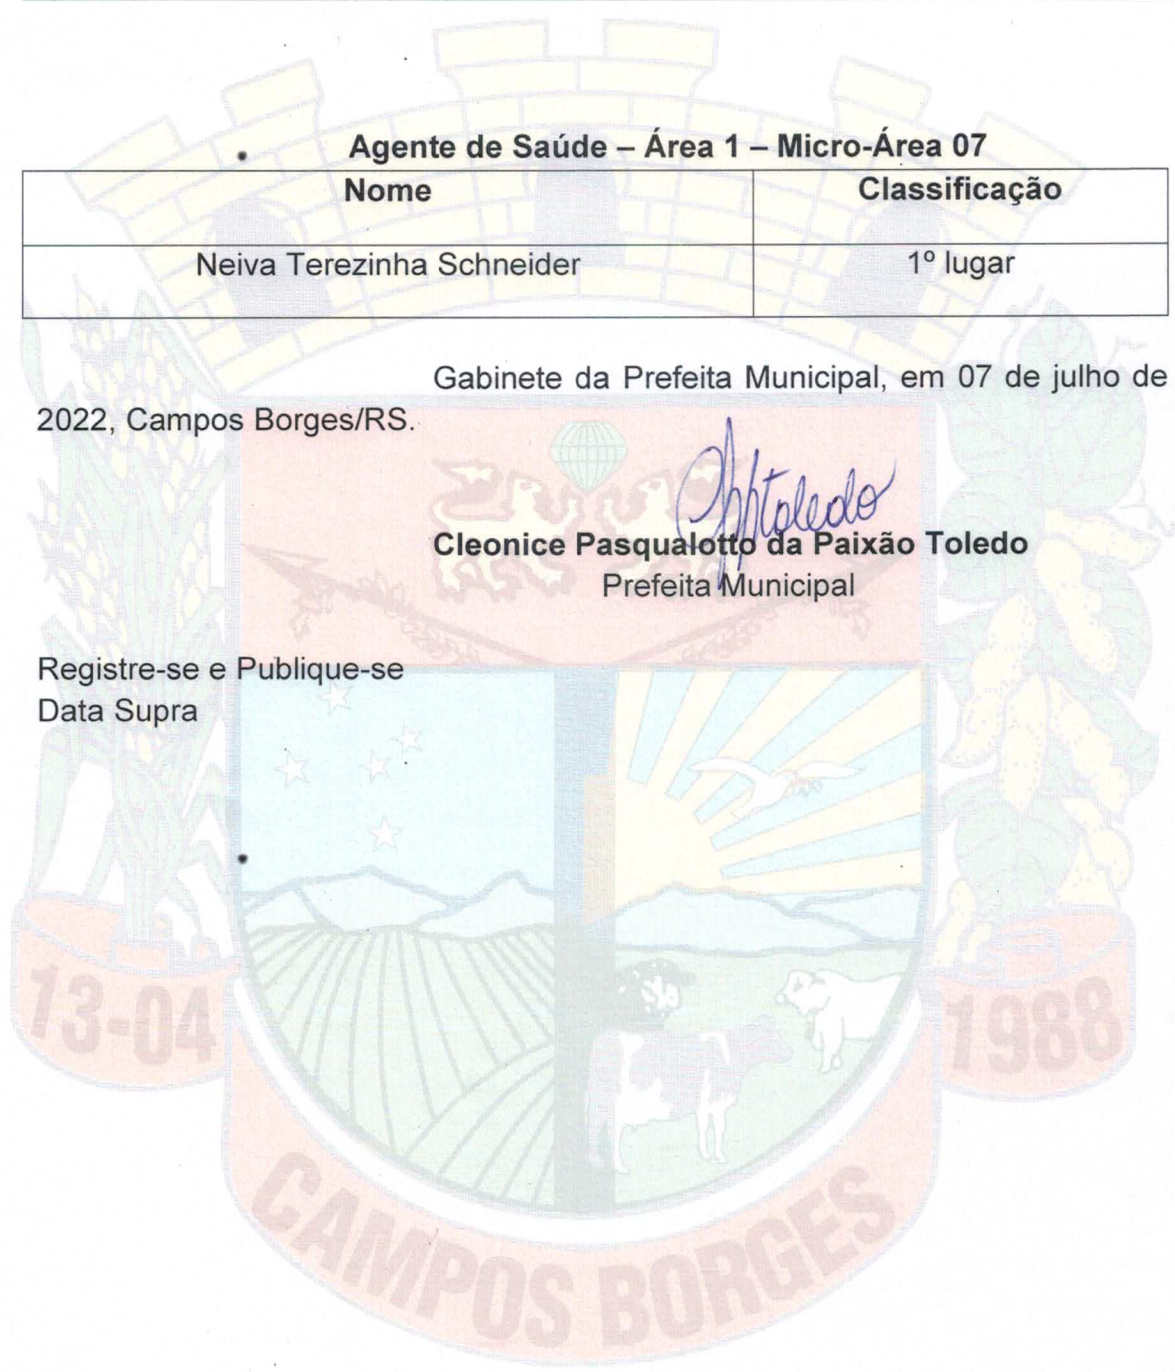 Agente de Saúde – Área 1 – Micro-Área 07
Nome Classificação
Neiva Terezinha Schneider 1º lugar
Gabinete da Prefeita Municipal, em 07 de julho de
2022, Campos Borges/RS.
Cleonice Pasqualotto da Paixão Toledo
Prefeita Municipal
Registre-se e Publique-se
Data Supra
13-04 1988
CAMPOS BORGES